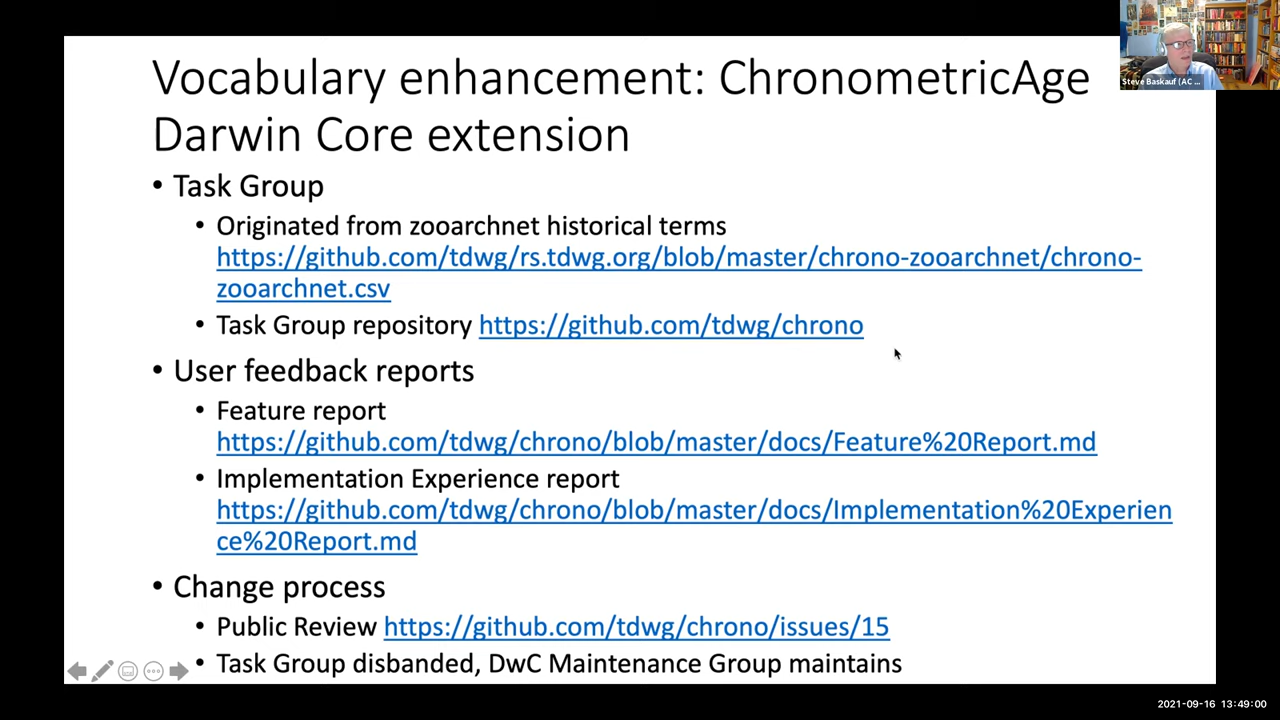 Vocabulary enhancement: ChronometricAge
Darwin Core extension
• Task Group
• Originated from zooarchnet historical terms
https://github.com/tdwg/rs.tdwg.org/blob/master/chrono-zooarchnet/chrono-
zooarchnet.csv
• Task Group repository https://github.com/tdwg/chrono
• User feedback reports
• Feature report
https://github.com/tdwg/chrono/blob/master/docs/Feature%20Report.md
• Implementation Experience report
https://github.com/tdwg/chrono/blob/master/docs/Implementation%20Experien
ce%20Report.md
• Change process
• Public Review https://github.com/tdwg/chrono/issues/15
• Task Group disbanded, DwC Maintenance Group maintains
Steve Baskauf (AC ...
2021-09-16 13:49:00